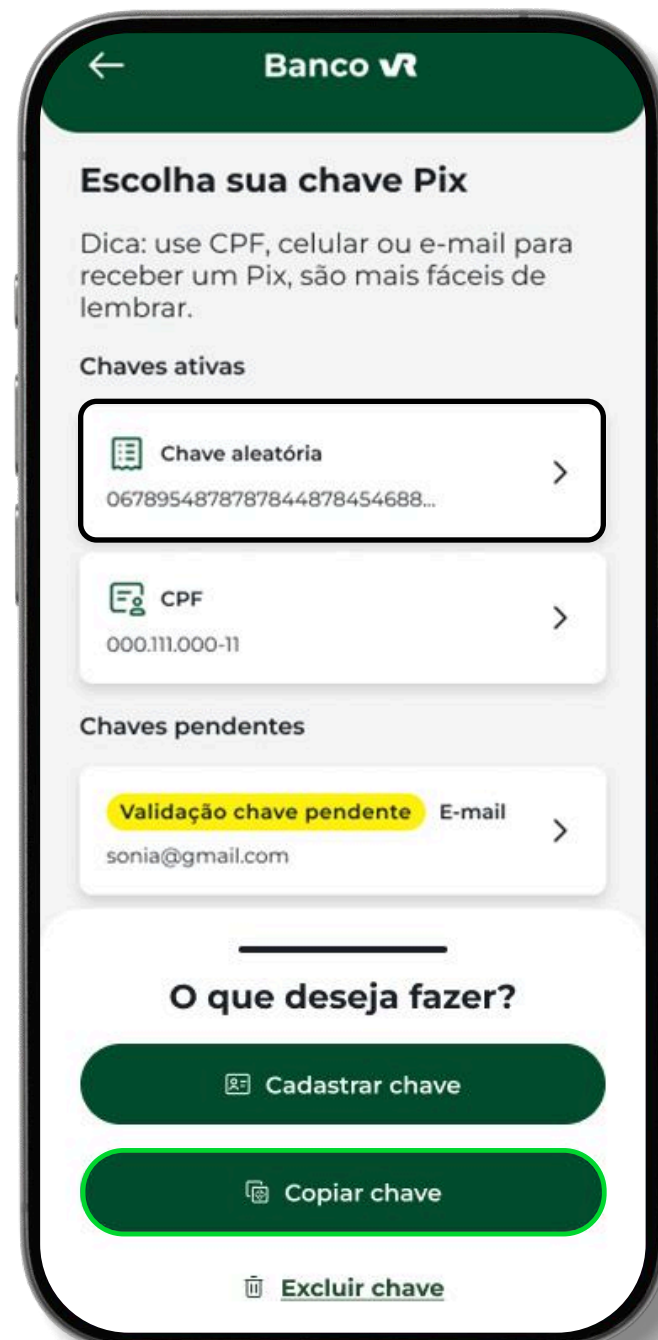 Banco VR
Escolha sua chave Pix
Dica: use CPF, celular ou e-mail para
receber um Pix, são mais fáceis de
lembrar.
Chaves ativas
Chave aleatória
0678954878787844878454688...
CPF
000.111.000-11
Chaves pendentes
Validação chave pendente E-mail
sonia@gmail.com
O que deseja fazer?
Cadastrar chave
Copiar chave
Excluir chave